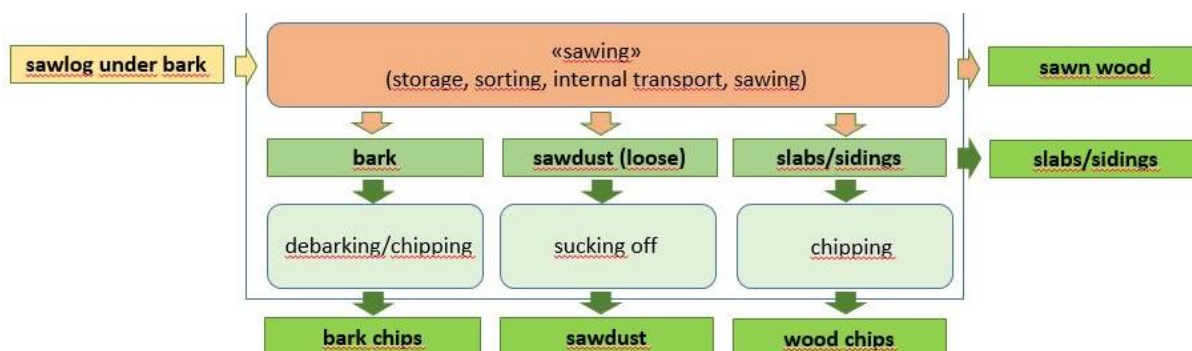 «sawing»
sawlog under bark
(storage, sorting, internal transport, sawing)
sawn wood
bark
sawdust (loose)
slabs/sidings
slabs/sidings
debarking/chipping
sucking off
chipping
bark chips
sawdust
wood chips